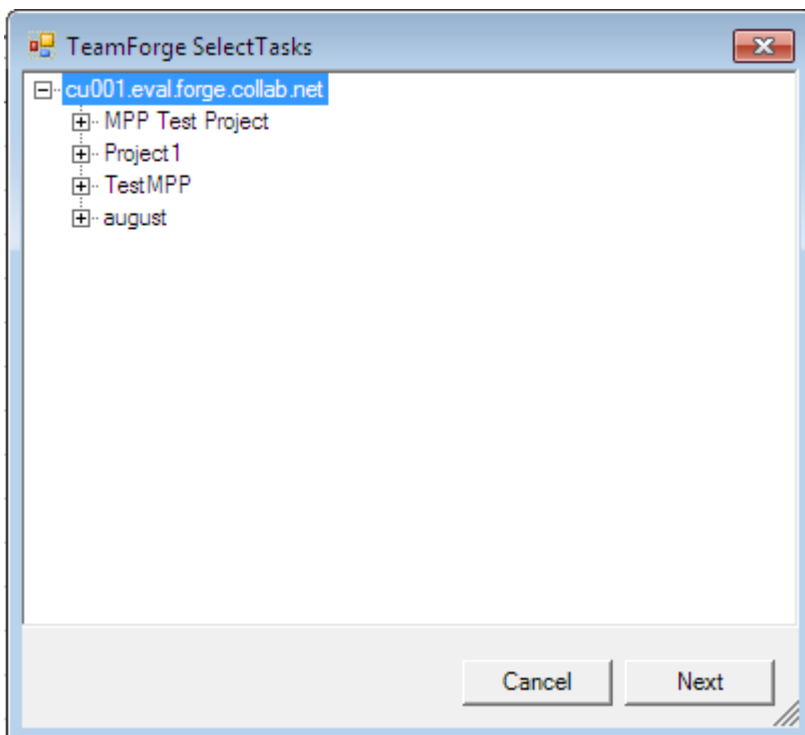 TeamForge SelectTasks
cu001.eval.forge.collab.net
MPP Test Project
Project1
TestMPP
august
Cancel
Next